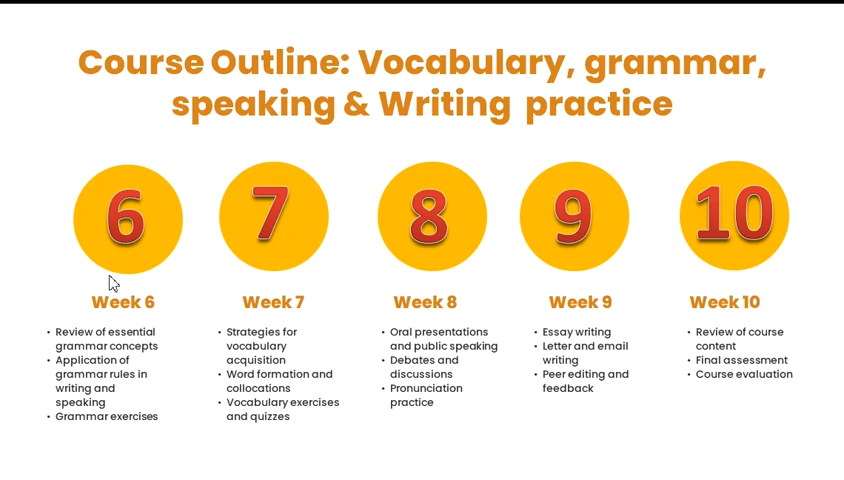 Course Outline: Vocabulary, grammar,
speaking & Writing practice
6
7
8
9
10
Week 6
• Review of essential
grammar concepts
• Application of
grammar rules in
writing and
speaking
• Grammar exercises
Week 7
• Strategies for
vocabulary
acquisition
• Word formation and
collocations
• Vocabulary exercises
and quizzes
Week 8
• Oral presentations
and public speaking
• Debates and
discussions
• Pronunciation
practice
Week 9
• Essay writing
• Letter and email
writing
• Peer editing and
feedback
Week 10
• Review of course
content
• Final assessment
• Course evaluation